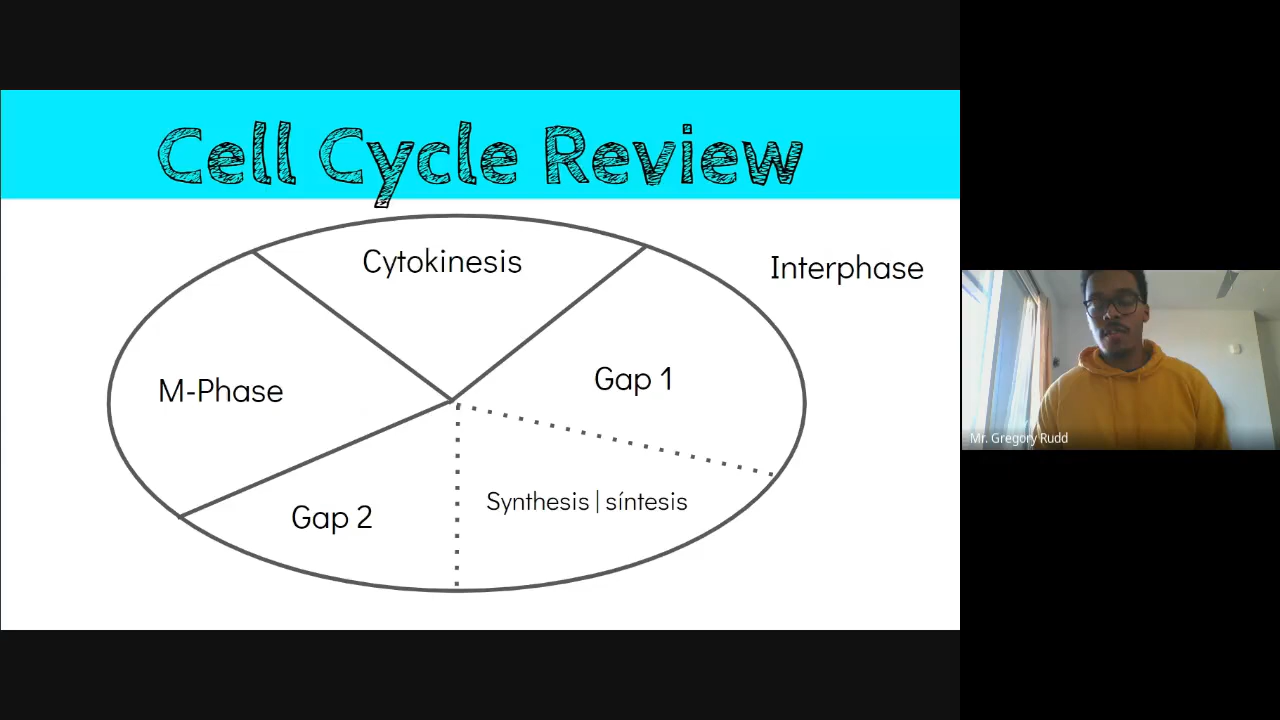 Cell Cycle Review
Cytokinesis
Interphase
Gap 1
M-Phase
Synthesis | síntesis
Gap 2
Mr. Gregory Rudd